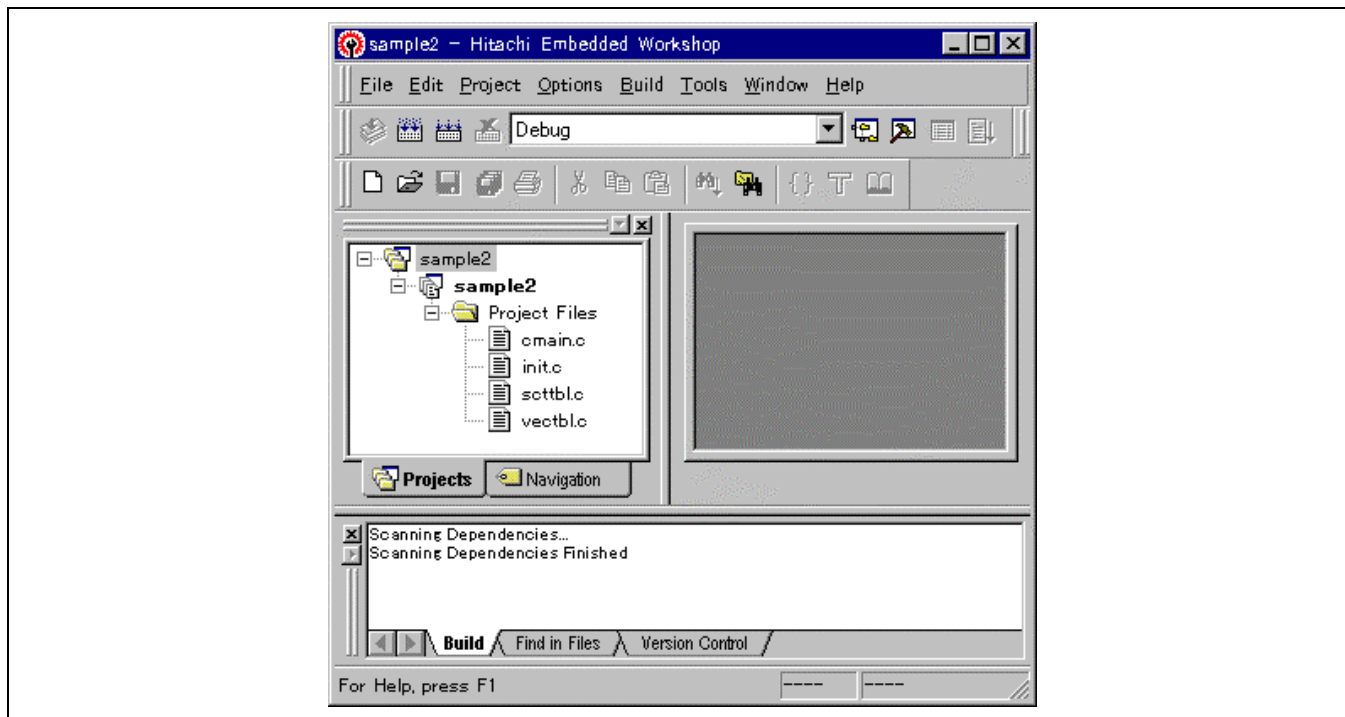 sample2 - Hitachi Embedded Workshop
File Edit Project Options Build Tools Window Help
Debug
sample2
sample2
Project Files
cmain.c
init.c
scttbl.c
vectbl.c
Projects Navigation
Scanning Dependencies...
Scanning Dependencies Finished
Build Find in Files Version Control
For Help, press F1 ---- ----